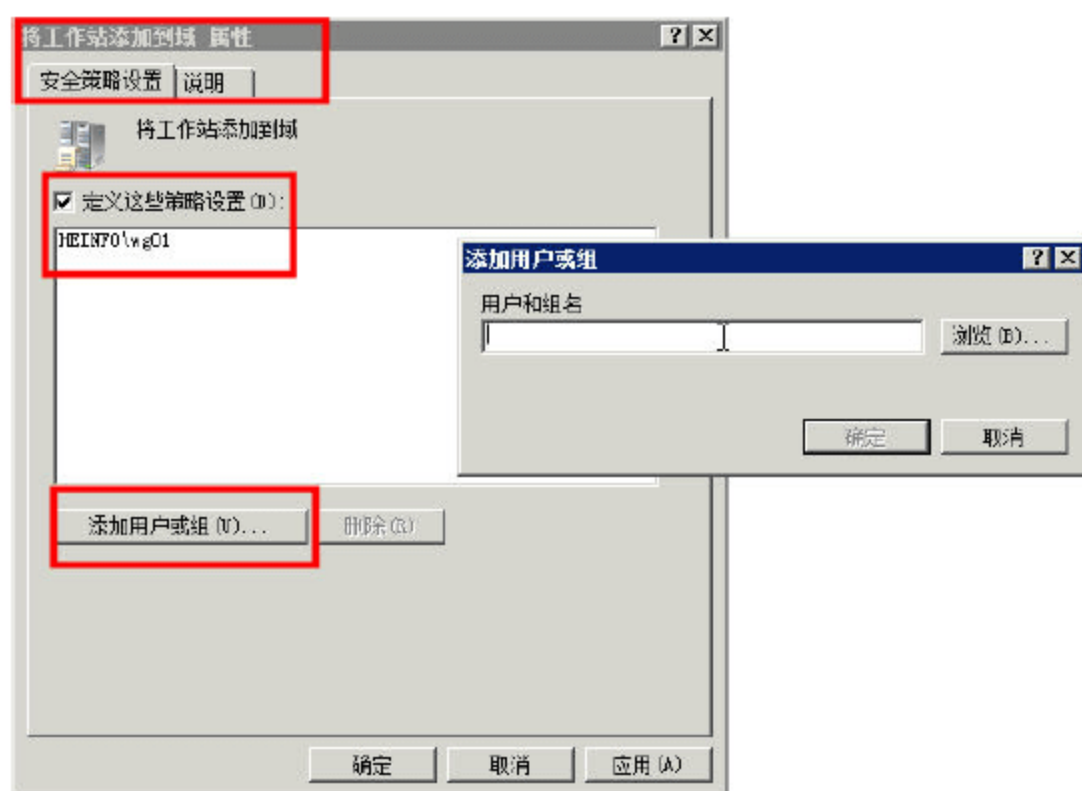 将工作站添加到域 属性
安全策略设置 说明
将工作站添加到域
定义这些策略设置(D):
HEINFO\wg01
添加用户或组
用户和组名
浏览(B)...
确定 取消
添加用户或组(U)... 删除(R)
确定 取消 应用(A)